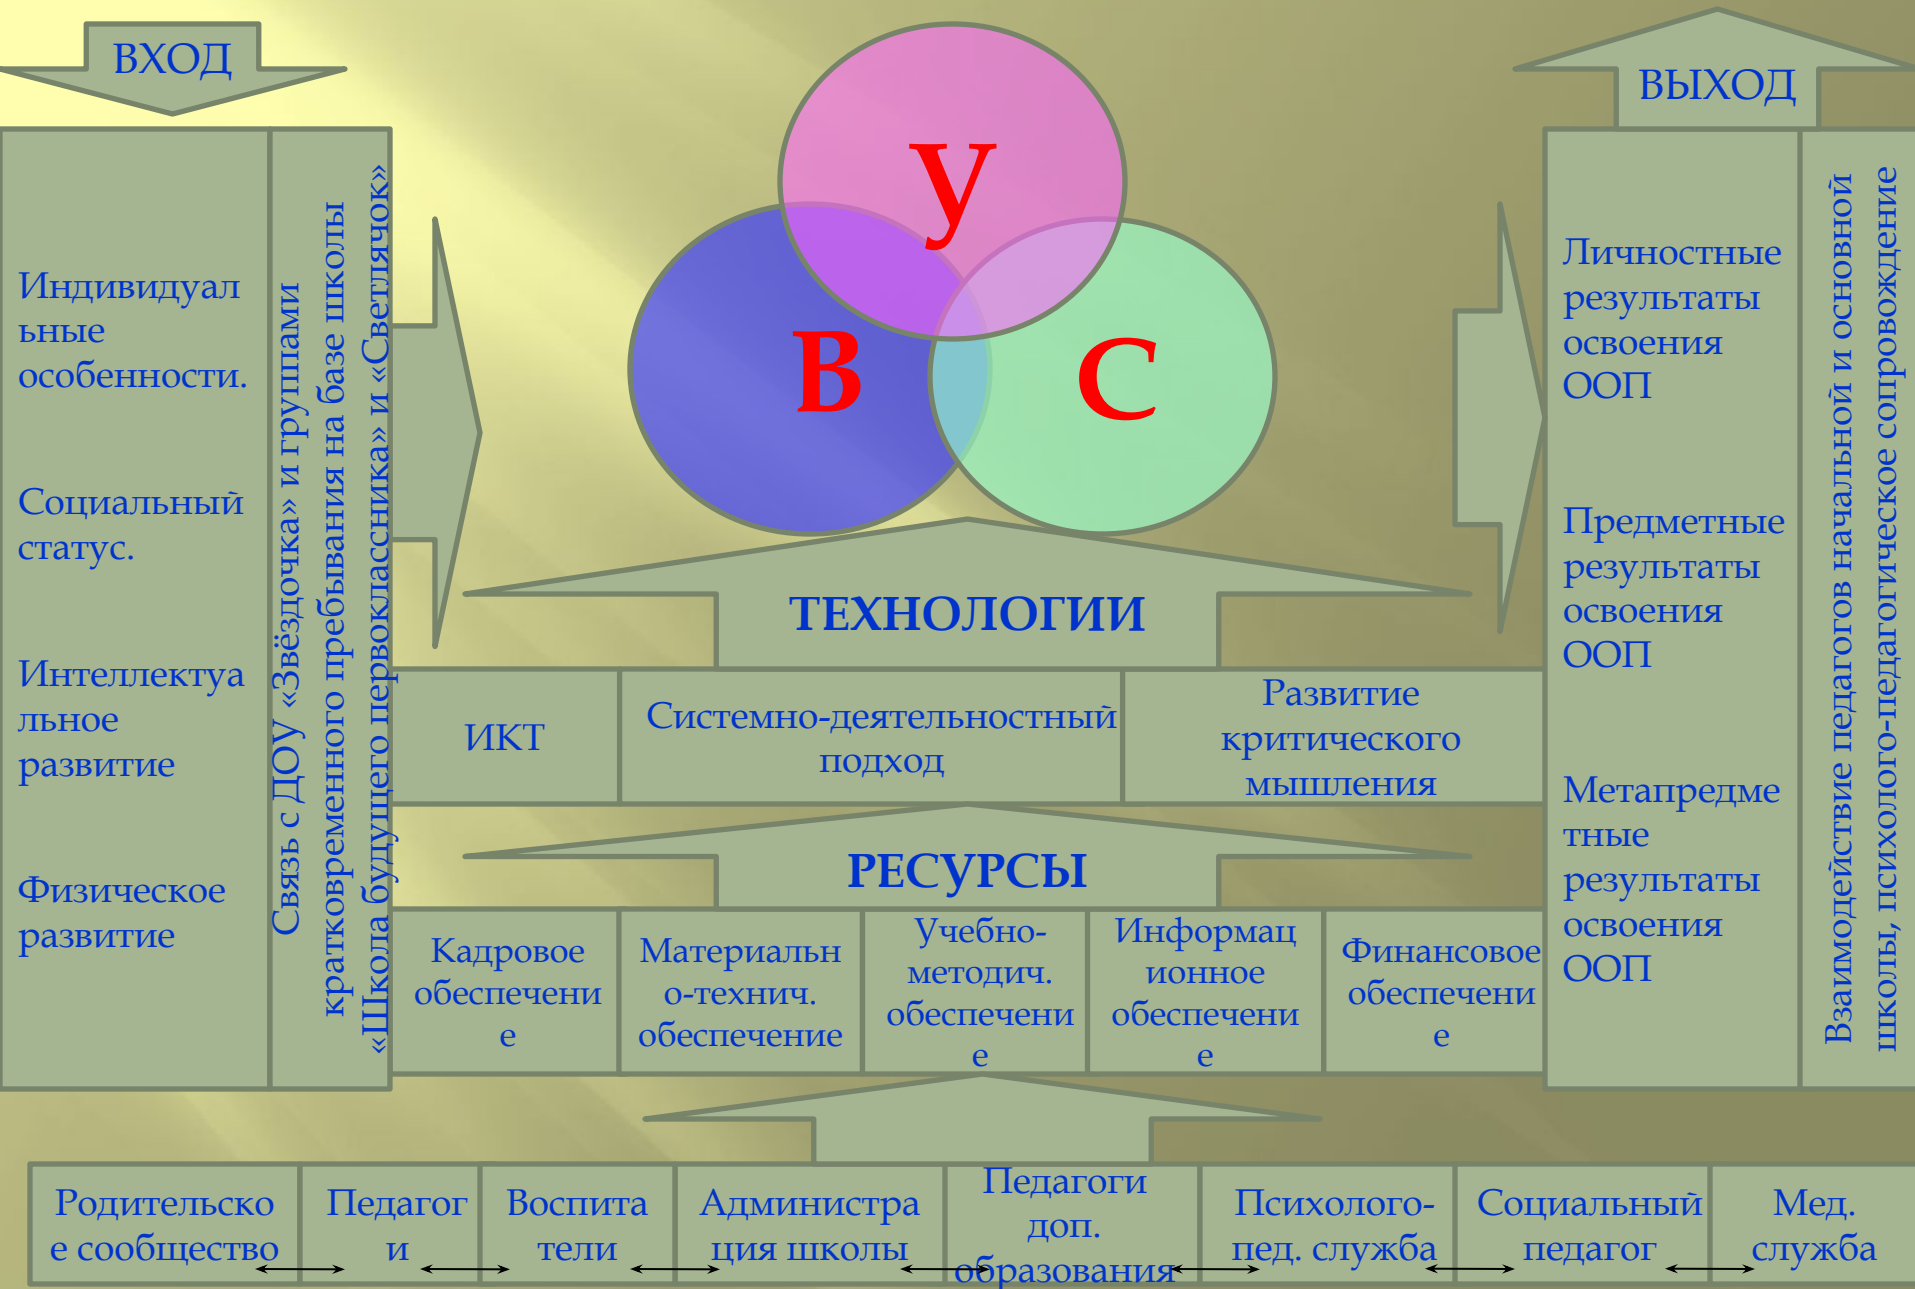 ВХОД
ВЫХОД
У
В
С
Индивидуал
ьные
особенности.
Социальный
статус.
Интеллектуа
льное
развитие
Физическое
развитие
Связь с ДОУ «Звёздочка» и группами
кратковременного пребывания на базе школы
«Школа будущего первоклассника» и «Светлячок»
ТЕХНОЛОГИИ
ИКТ
Системно-деятельностный
подход
Развитие
критического
мышления
РЕСУРСЫ
Кадровое
обеспечени
е
Материальн
о-технич.
обеспечение
Учебно-
методич.
обеспечени
е
Информац
ионное
обеспечени
е
Финансовое
обеспечени
е
Личностные
результаты
освоения
ООП
Предметные
результаты
освоения
ООП
Метапредме
тные
результаты
освоения
ООП
Взаимодействие педагогов начальной и основной
школы, психолого-педагогическое сопровождение
Родительско
е сообщество
Педагог
и
Воспита
тели
Администра
ция школы
Педагоги
доп.
образования
Психолого-
пед. служба
Социальный
педагог
Мед.
служба